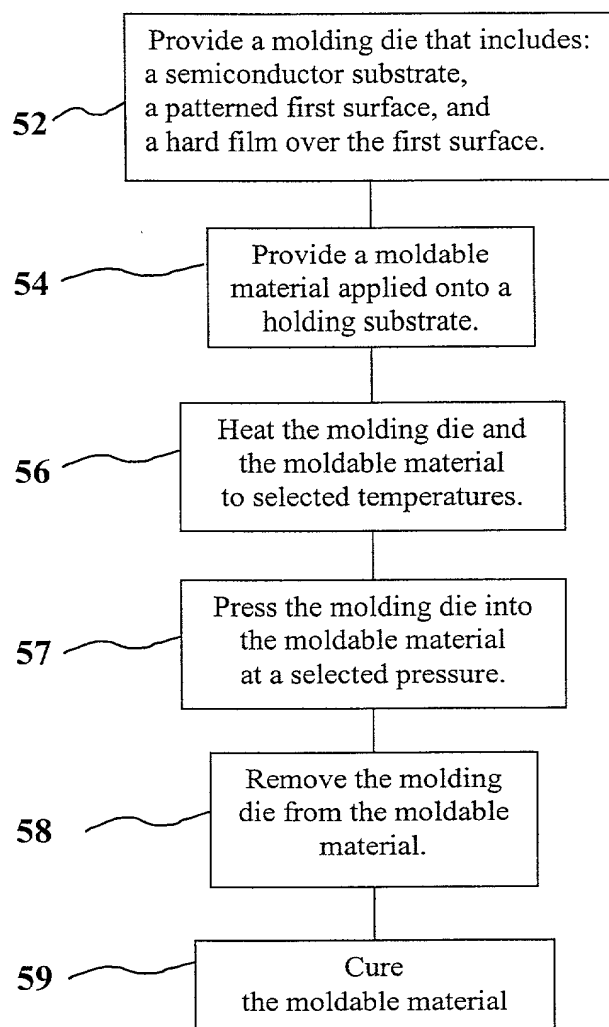 Provide a molding die that includes:
a semiconductor substrate,
a patterned first surface, and
a hard film over the first surface.
52
Provide a moldable
material applied onto a
holding substrate.
54
Heat the molding die and
the moldable material
to selected temperatures.
56
Press the molding die into
the moldable material
at a selected pressure.
57
Remove the molding
die from the moldable
material.
58
Cure
the moldable material
59